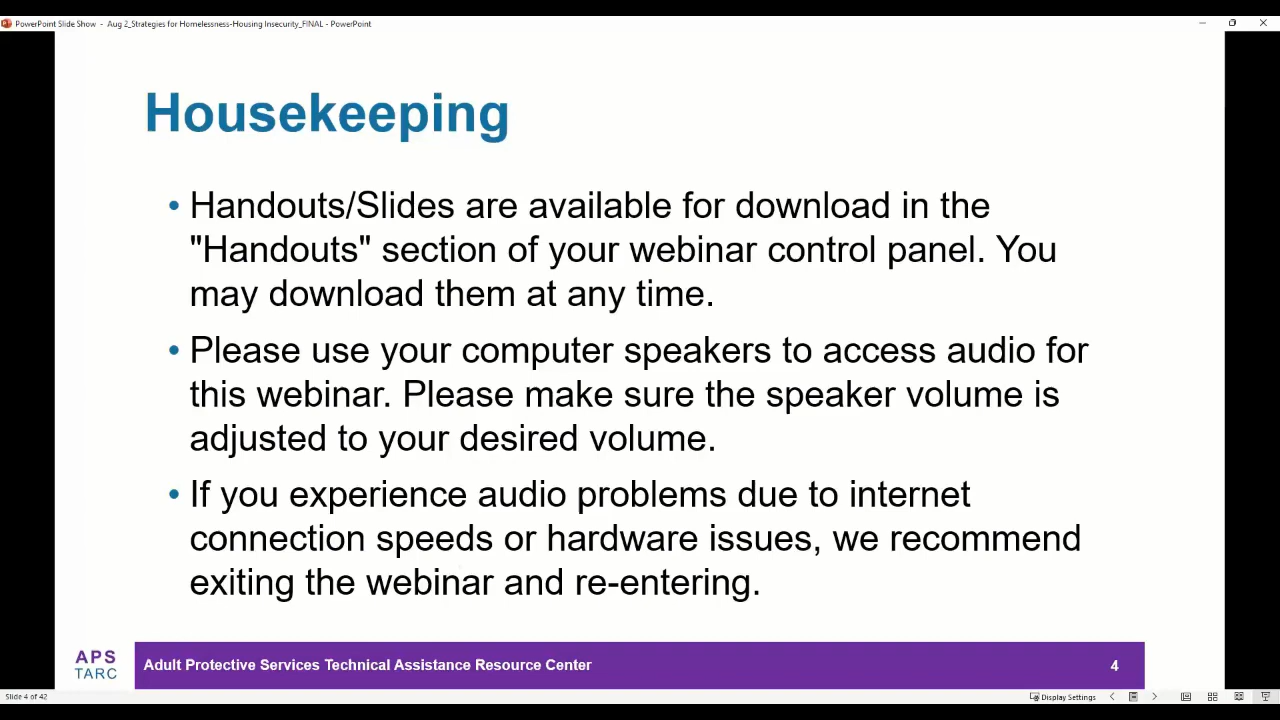 PowerPoint Slide Show - Aug 2_Strategies for Homelessness-Housing Insecurity_FINAL - PowerPoint
Housekeeping
• Handouts/Slides are available for download in the
"Handouts" section of your webinar control panel. You
may download them at any time.
• Please use your computer speakers to access audio for
this webinar. Please make sure the speaker volume is
adjusted to your desired volume.
• If you experience audio problems due to internet
connection speeds or hardware issues, we recommend
exiting the webinar and re-entering.
APS
TARC
Adult Protective Services Technical Assistance Resource Center
4
Slide 4 of 42
Display Settings